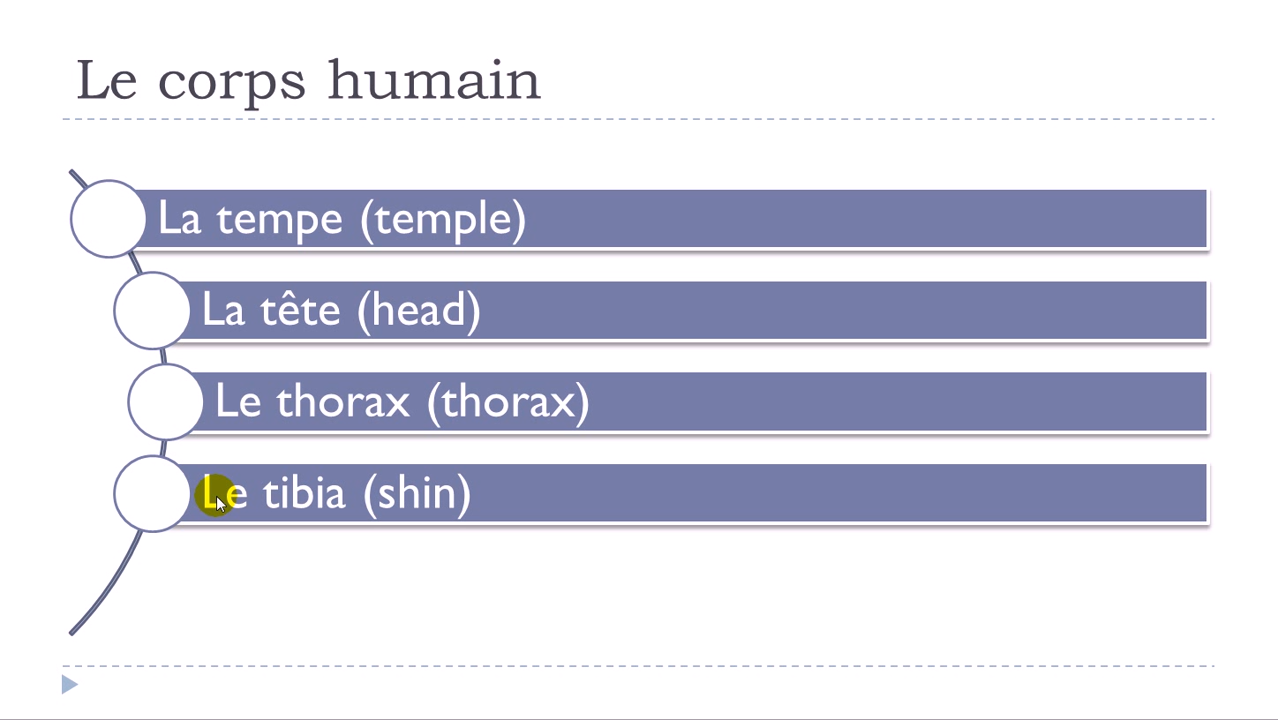 Le corps humain
La tempe (temple)
La tête (head)
Le thorax (thorax)
Le tibia (shin)